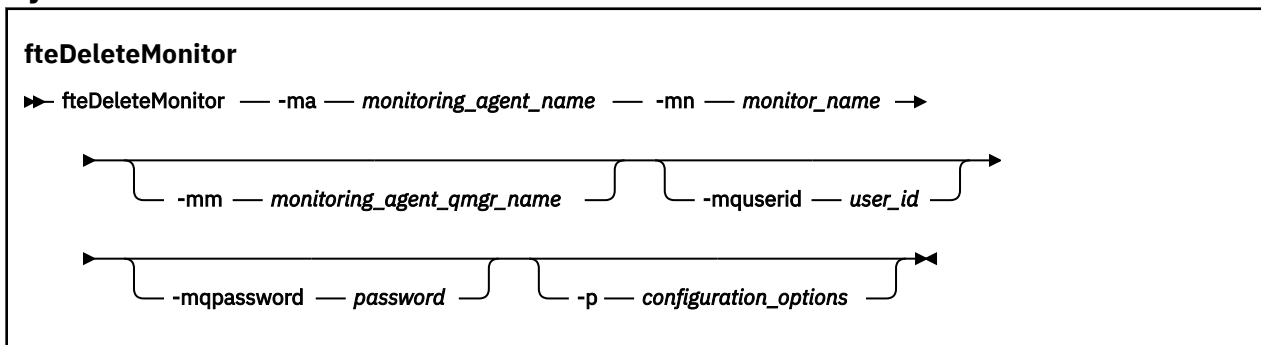 fteDeleteMonitor
fteDeleteMonitor -ma monitoring_agent_name -mn monitor_name
-mm monitoring_agent_qmgr_name -mquserid user_id
-mqpassword password -p configuration_options